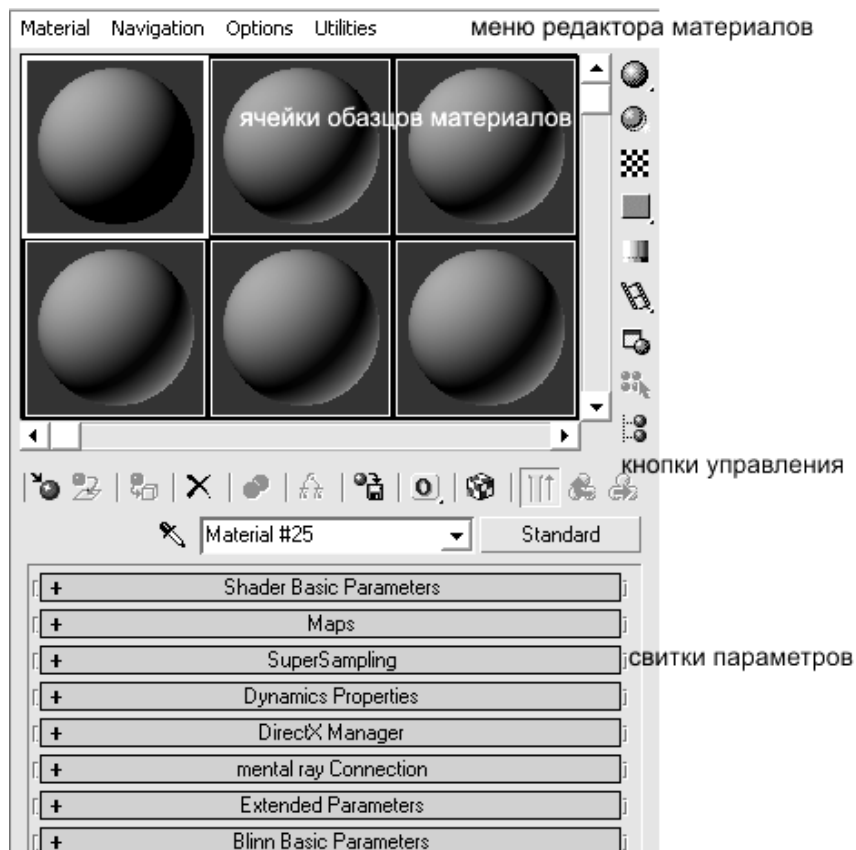 Material Navigation Options Utilities меню редактора материалов
ячейки обазцов материалов
кнопки управления
Material #25 Standard
Shader Basic Parameters
Maps
SuperSampling
свитки параметров
Dynamics Properties
DirectX Manager
mental ray Connection
Extended Parameters
Blinn Basic Parameters